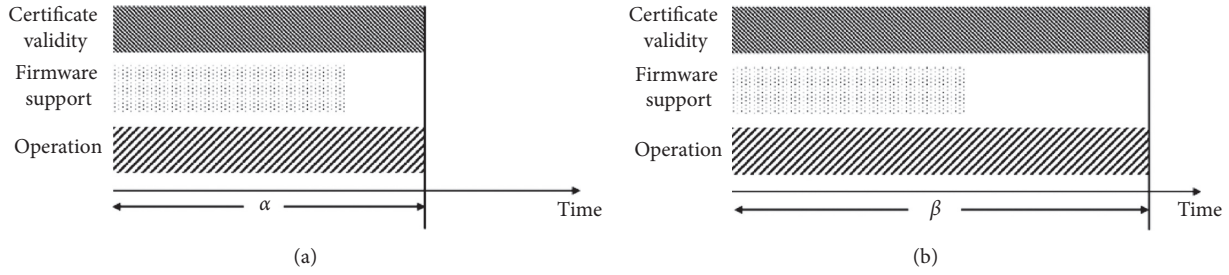 Certificate
validity
Firmware
support
Operation
α
Time
(a)
Certificate
validity
Firmware
support
Operation
β
Time
(b)